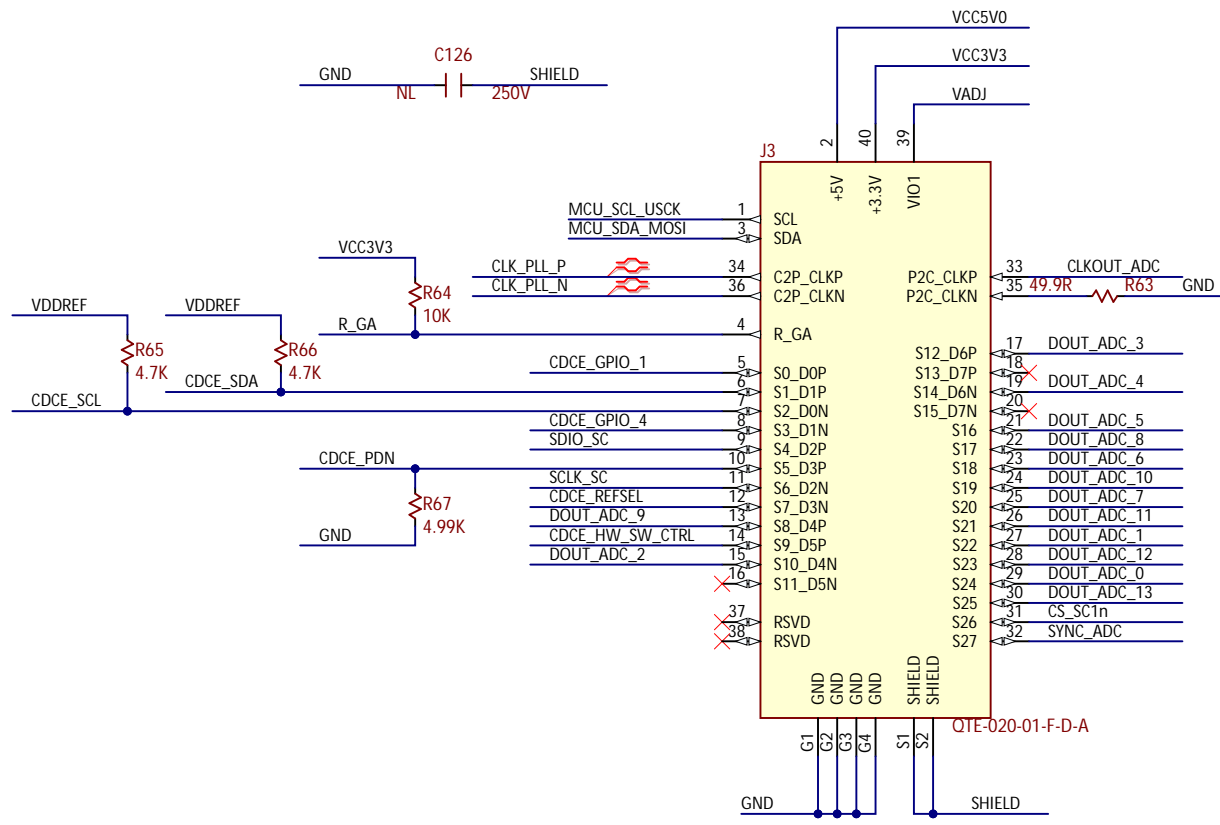 VCC5V0
C126
GND
SHIELD
NL
250V
VCC3V3
VADJ
2
40
39
J3
+5V
+3.3V
VIO1
MCU_SCL_USCK 1 SCL
MCU_SDA_MOSI 3 SDA
VCC3V3
CLK_PLL_P 34 C2P_CLKP
CLK_PLL_N 36 C2P_CLKN
P2C_CLKP 33 CLKOUT_ADC
P2C_CLKN 35 49.9R R63 GND
R64
10K
VDDREF
VDDREF
R_GA 4 R_GA
R65
4.7K
R66
4.7K
CDCE_GPIO_1 5 S0_D0P
CDCE_SDA 6 S1_D1P
CDCE_SCL 7 S2_D0N
CDCE_GPIO_4 8 S3_D1N
SDIO_SC 9 S4_D2P
CDCE_PDN 10 S5_D3P
SCLK_SC 11 S6_D2N
CDCE_REFSEL 12 S7_D3N
DOUT_ADC_9 13 S8_D4P
CDCE_HW_SW_CTRL 14 S9_D5P
DOUT_ADC_2 15 S10_D4N
16 S11_D5N
R67
4.99K
GND
37 RSVD
38 RSVD
S12_D6P 17 DOUT_ADC_3
S13_D7P 18
S14_D6N 19 DOUT_ADC_4
S15_D7N 20
S16 21 DOUT_ADC_5
S17 22 DOUT_ADC_8
S18 23 DOUT_ADC_6
S19 24 DOUT_ADC_10
S20 25 DOUT_ADC_7
S21 26 DOUT_ADC_11
S22 27 DOUT_ADC_1
S23 28 DOUT_ADC_12
S24 29 DOUT_ADC_0
S25 30 DOUT_ADC_13
S26 31 CS_SC1n
S27 32 SYNC_ADC
GND
GND
GND
GND
SHIELD
SHIELD
QTE-020-01-F-D-A
G1
G2
G3
G4
S1
S2
GND
SHIELD